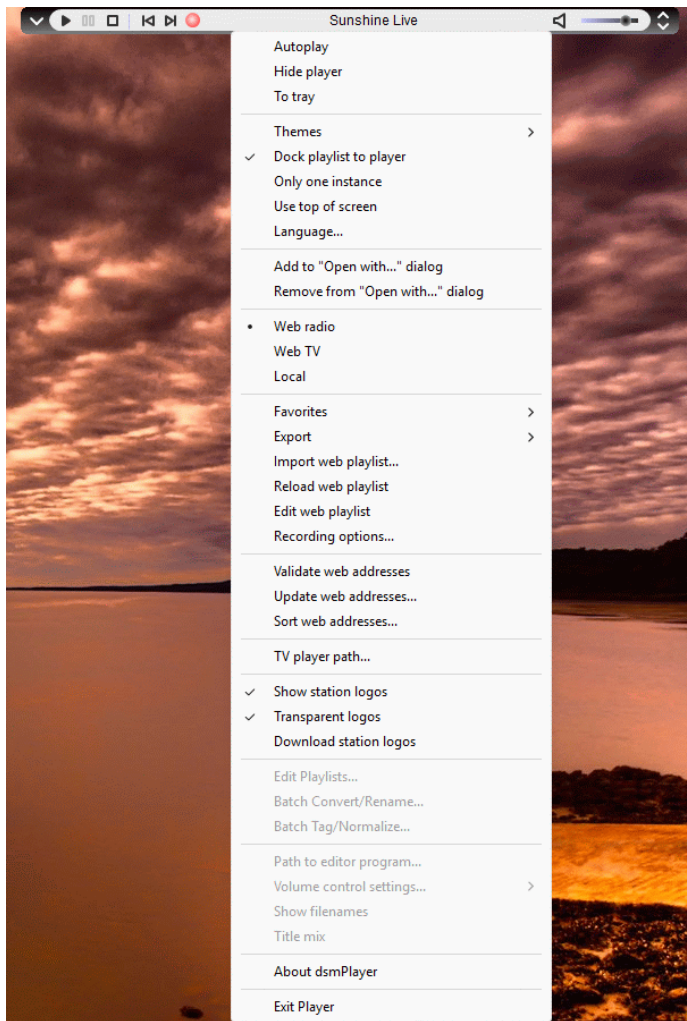 Sunshine Live
Autoplay
Hide player
To tray
Themes
Dock playlist to player
Only one instance
Use top of screen
Language...
Add to "Open with..." dialog
Remove from "Open with..." dialog
Web radio
Web TV
Local
Favorites
Export
Import web playlist...
Reload web playlist
Edit web playlist
Recording options...
Validate web addresses
Update web addresses...
Sort web addresses...
TV player path...
Show station logos
Transparent logos
Download station logos
Edit Playlists...
Batch Convert/Rename...
Batch Tag/Normalize...
Path to editor program...
Volume control settings...
Show filenames
Title mix
About dsmPlayer
Exit Player